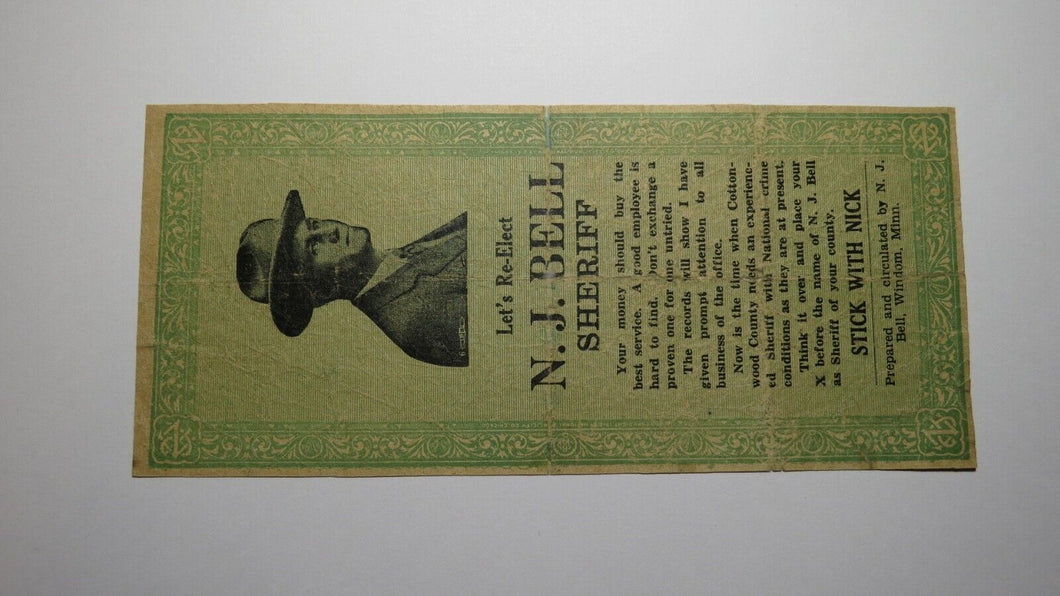 Let's Re-Elect
N. J. BELL
SHERIFF
Your money should buy the
best service. A good employee is
hard to find. Don't exchange a
proven one for one untried.
The records will show I have
given prompt attention to all
business of the office.
Now is the time when Cotton-
wood County needs an experienc-
ed Sheriff with National crime
conditions as they are at present.
Think it over and place your
X before the name of N. J. Bell
as Sheriff of your county.
STICK WITH NICK
Prepared and circulated by N. J.
Bell, Windom, Minn.